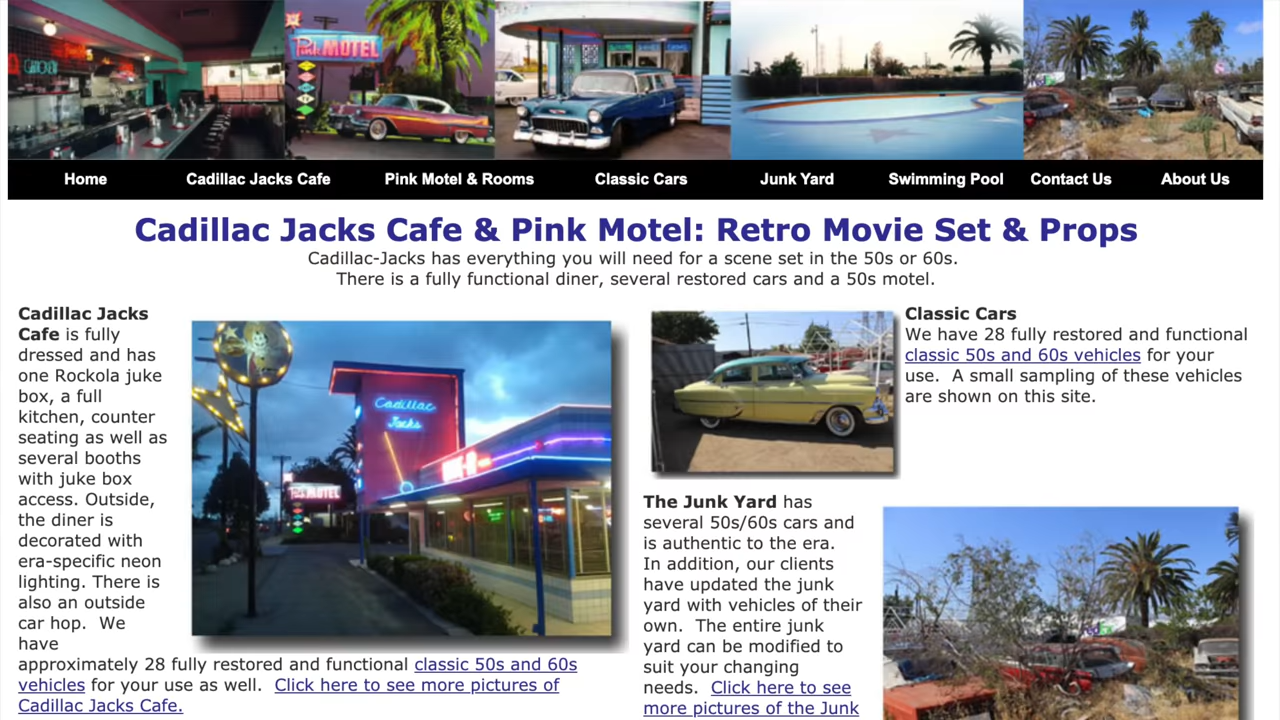 Pink MOTEL
Home
Cadillac Jacks Cafe
Pink Motel & Rooms
Classic Cars
Junk Yard
Swimming Pool
Contact Us
About Us
Cadillac Jacks Cafe & Pink Motel: Retro Movie Set & Props
Cadillac-Jacks has everything you will need for a scene set in the 50s or 60s.
There is a fully functional diner, several restored cars and a 50s motel.
Cadillac Jacks
Cafe is fully
dressed and has
one Rockola juke
box, a full
kitchen, counter
seating as well as
several booths
with juke box
access. Outside,
the diner is
decorated with
era-specific neon
lighting. There is
also an outside
car hop.  We
have
approximately 28 fully restored and functional classic 50s and 60s
vehicles for your use as well.  Click here to see more pictures of
Cadillac Jacks Cafe.
Cadillac
Jacks
MOTEL
Classic Cars
We have 28 fully restored and functional
classic 50s and 60s vehicles for your
use.  A small sampling of these vehicles
are shown on this site.
The Junk Yard has
several 50s/60s cars and
is authentic to the era.
In addition, our clients
have updated the junk
yard with vehicles of their
own.  The entire junk
yard can be modified to
suit your changing
needs.  Click here to see
more pictures of the Junk